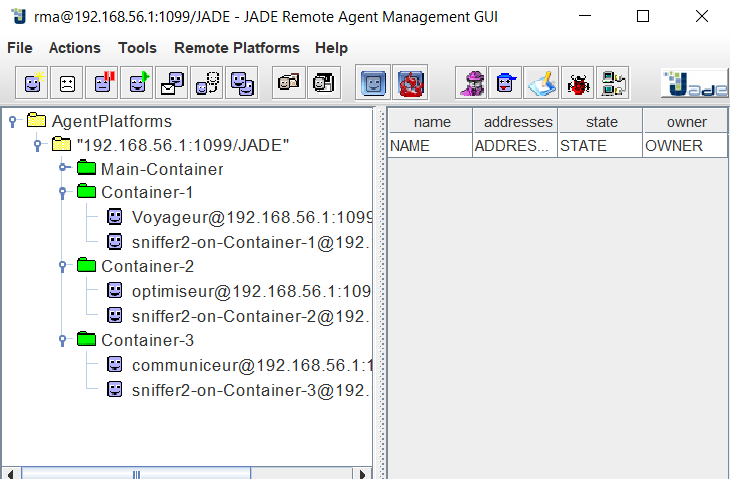 rma@192.168.56.1:1099/JADE - JADE Remote Agent Management GUI
File Actions Tools Remote Platforms Help
Jade
AgentPlatforms
"192.168.56.1:1099/JADE"
Main-Container
Container-1
Voyageur@192.168.56.1:1099
sniffer2-on-Container-1@192.
Container-2
optimiseur@192.168.56.1:109
sniffer2-on-Container-2@192.
Container-3
communiceur@192.168.56.1:1
sniffer2-on-Container-3@192.
name addresses state owner
NAME ADDRES... STATE OWNER